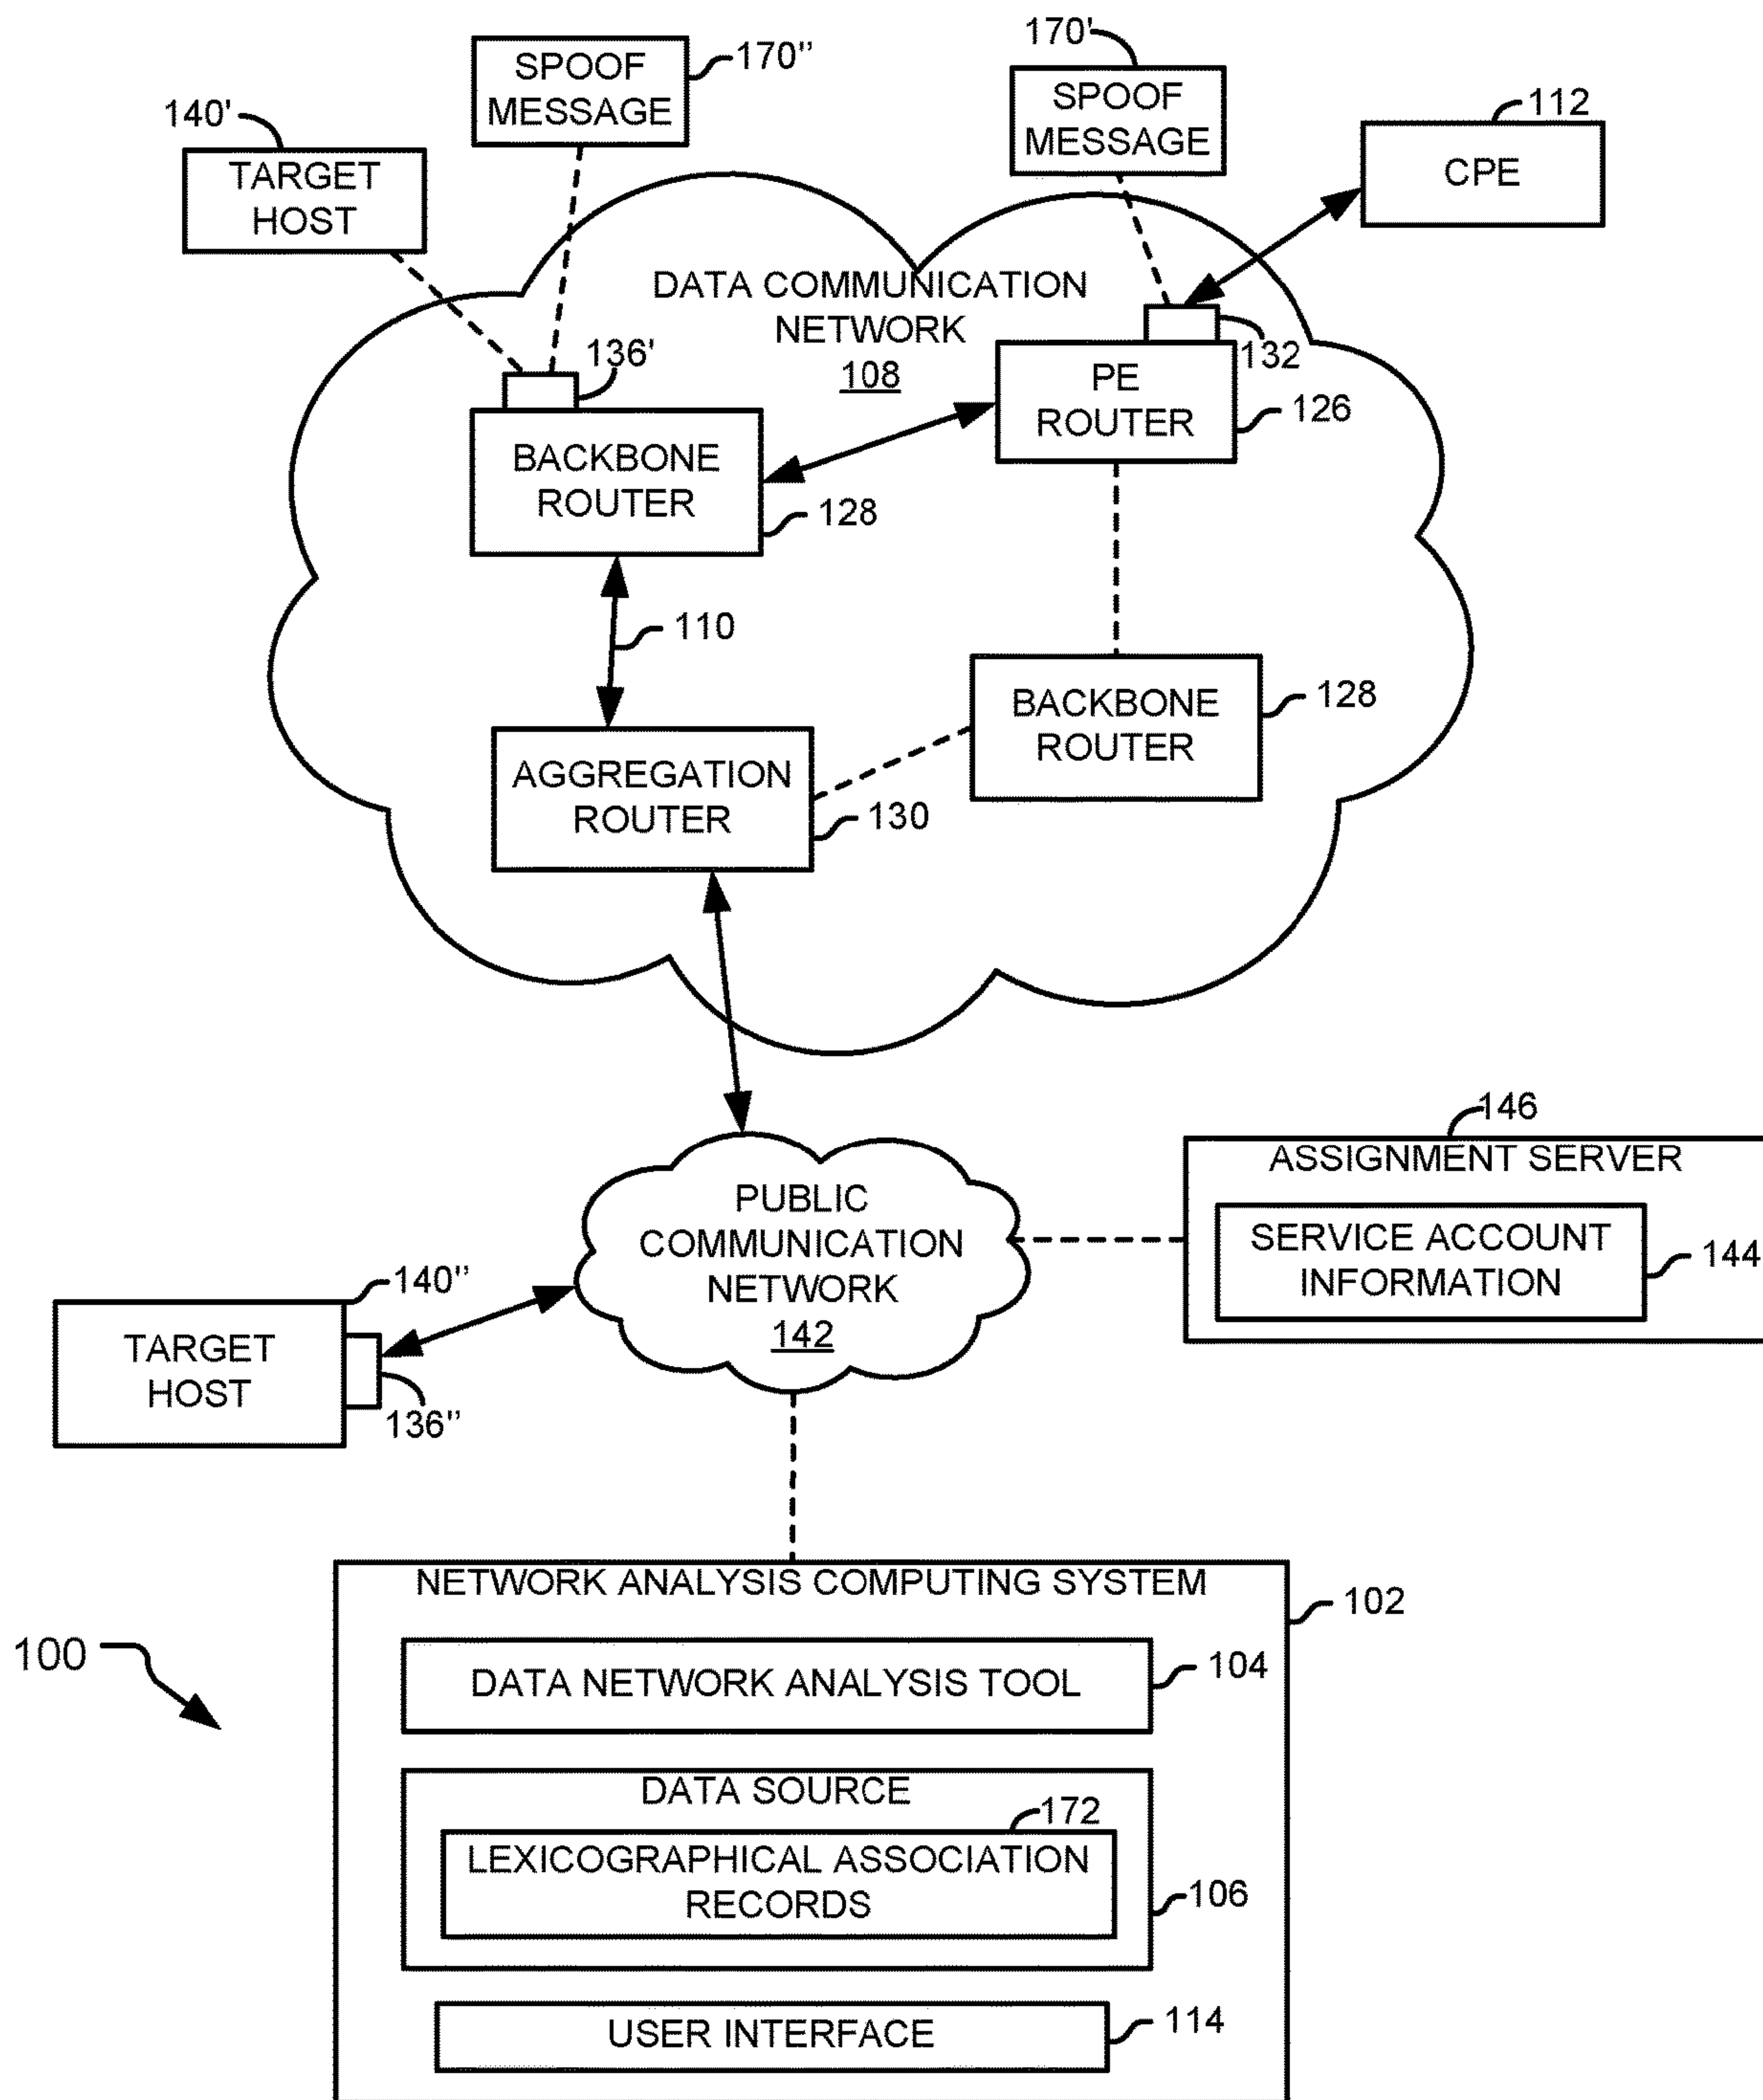 170''
SPOOF
MESSAGE
170'
SPOOF
MESSAGE
112
CPE
140'
TARGET
HOST
DATA COMMUNICATION
NETWORK
108
136'
132
PE
ROUTER
126
BACKBONE
ROUTER
128
110
BACKBONE
ROUTER
128
AGGREGATION
ROUTER
130
146
ASSIGNMENT SERVER
SERVICE ACCOUNT
INFORMATION
144
PUBLIC
COMMUNICATION
NETWORK
142
140''
TARGET
HOST
136''
NETWORK ANALYSIS COMPUTING SYSTEM
102
100
DATA NETWORK ANALYSIS TOOL
104
DATA SOURCE
172
LEXICOGRAPHICAL ASSOCIATION
RECORDS
106
USER INTERFACE
114